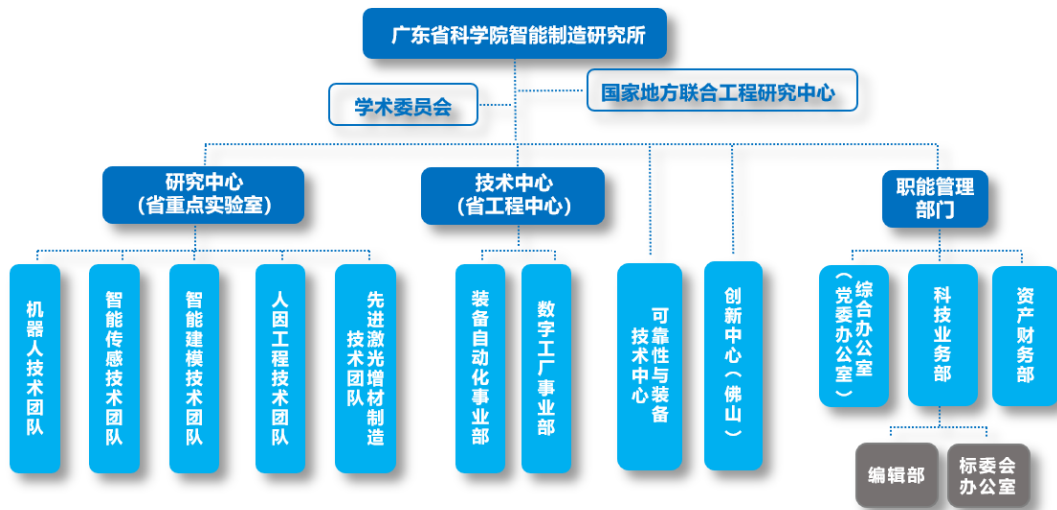 广东省科学院智能制造研究所
学术委员会
国家地方联合工程研究中心
研究中心
（省重点实验室）
技术中心
（省工程中心）
职能管理
部门
机器人技术团队
智能传感技术团队
智能建模技术团队
人因工程技术团队
先进激光增材制造
技术团队
装备自动化事业部
数字工厂事业部
可靠性与装备
技术中心
创新中心（佛山）
综合办公室
（党委办公室）
科技业务部
资产财务部
编辑部
标委会
办公室